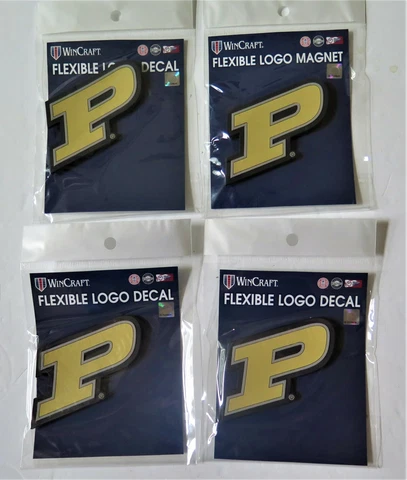 WINCRAFT.
FLEXIBLE LOGO DECAL
P
®
WINCRAFT.
FLEXIBLE LOGO MAGNET
P
®
WINCRAFT.
FLEXIBLE LOGO DECAL
P
®
WINCRAFT.
FLEXIBLE LOGO DECAL
P
®